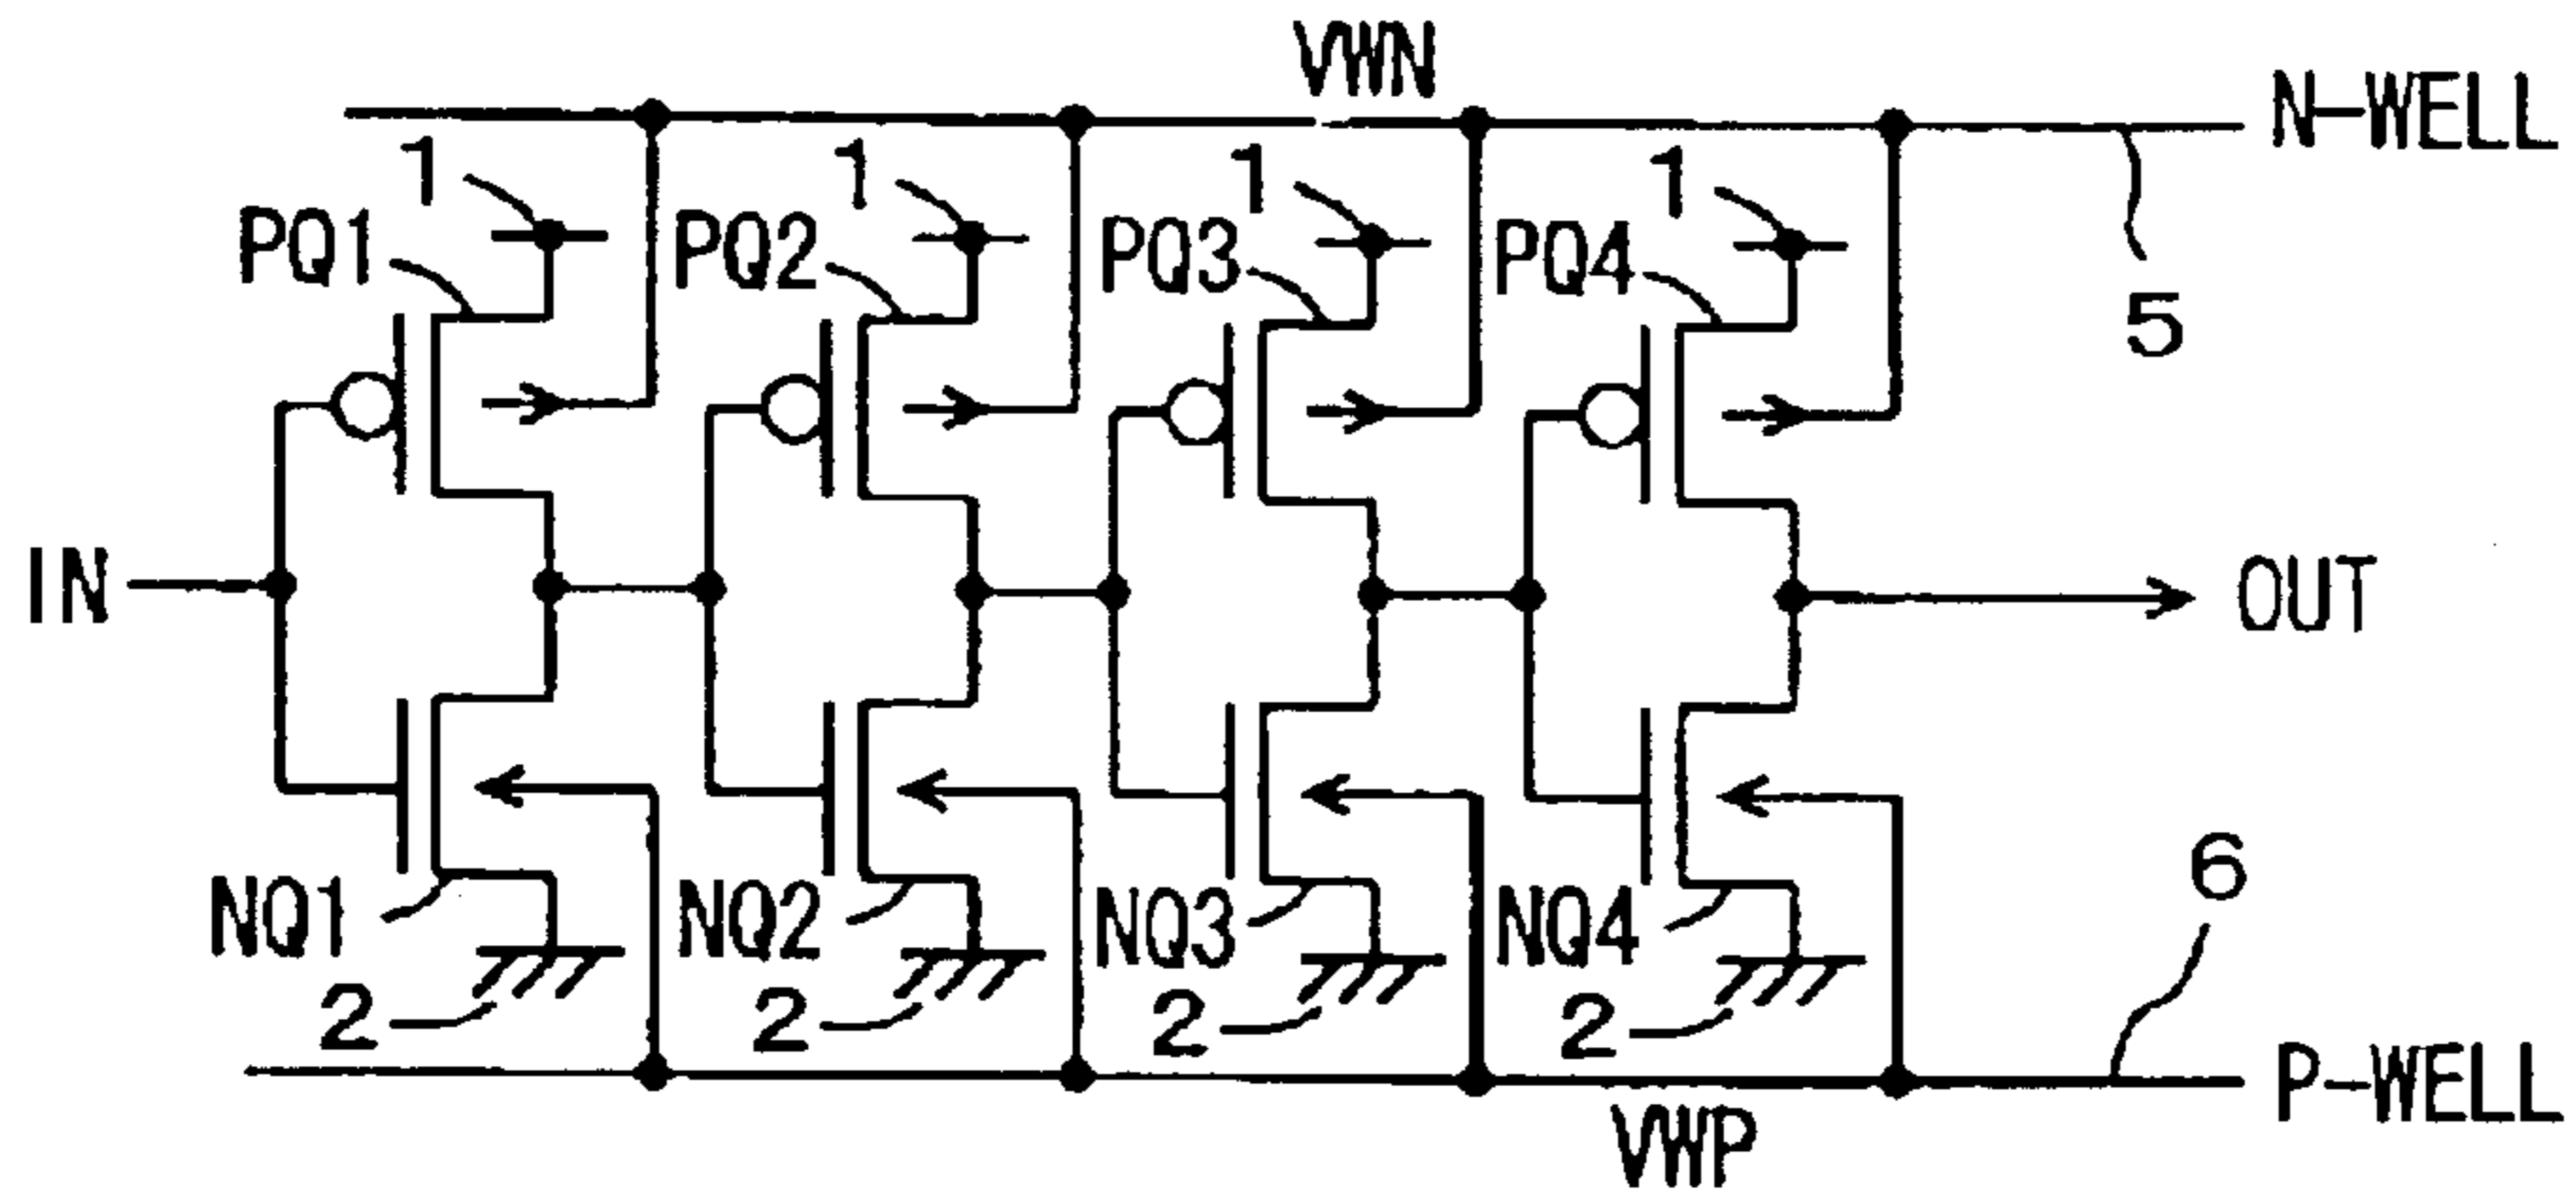 VWN
N-WELL
1 1 1 1
PQ1 PQ2 PQ3 PQ4
5
IN OUT
NQ1 NQ2 NQ3 NQ4
6
2 2 2 2
P-WELL
VWP